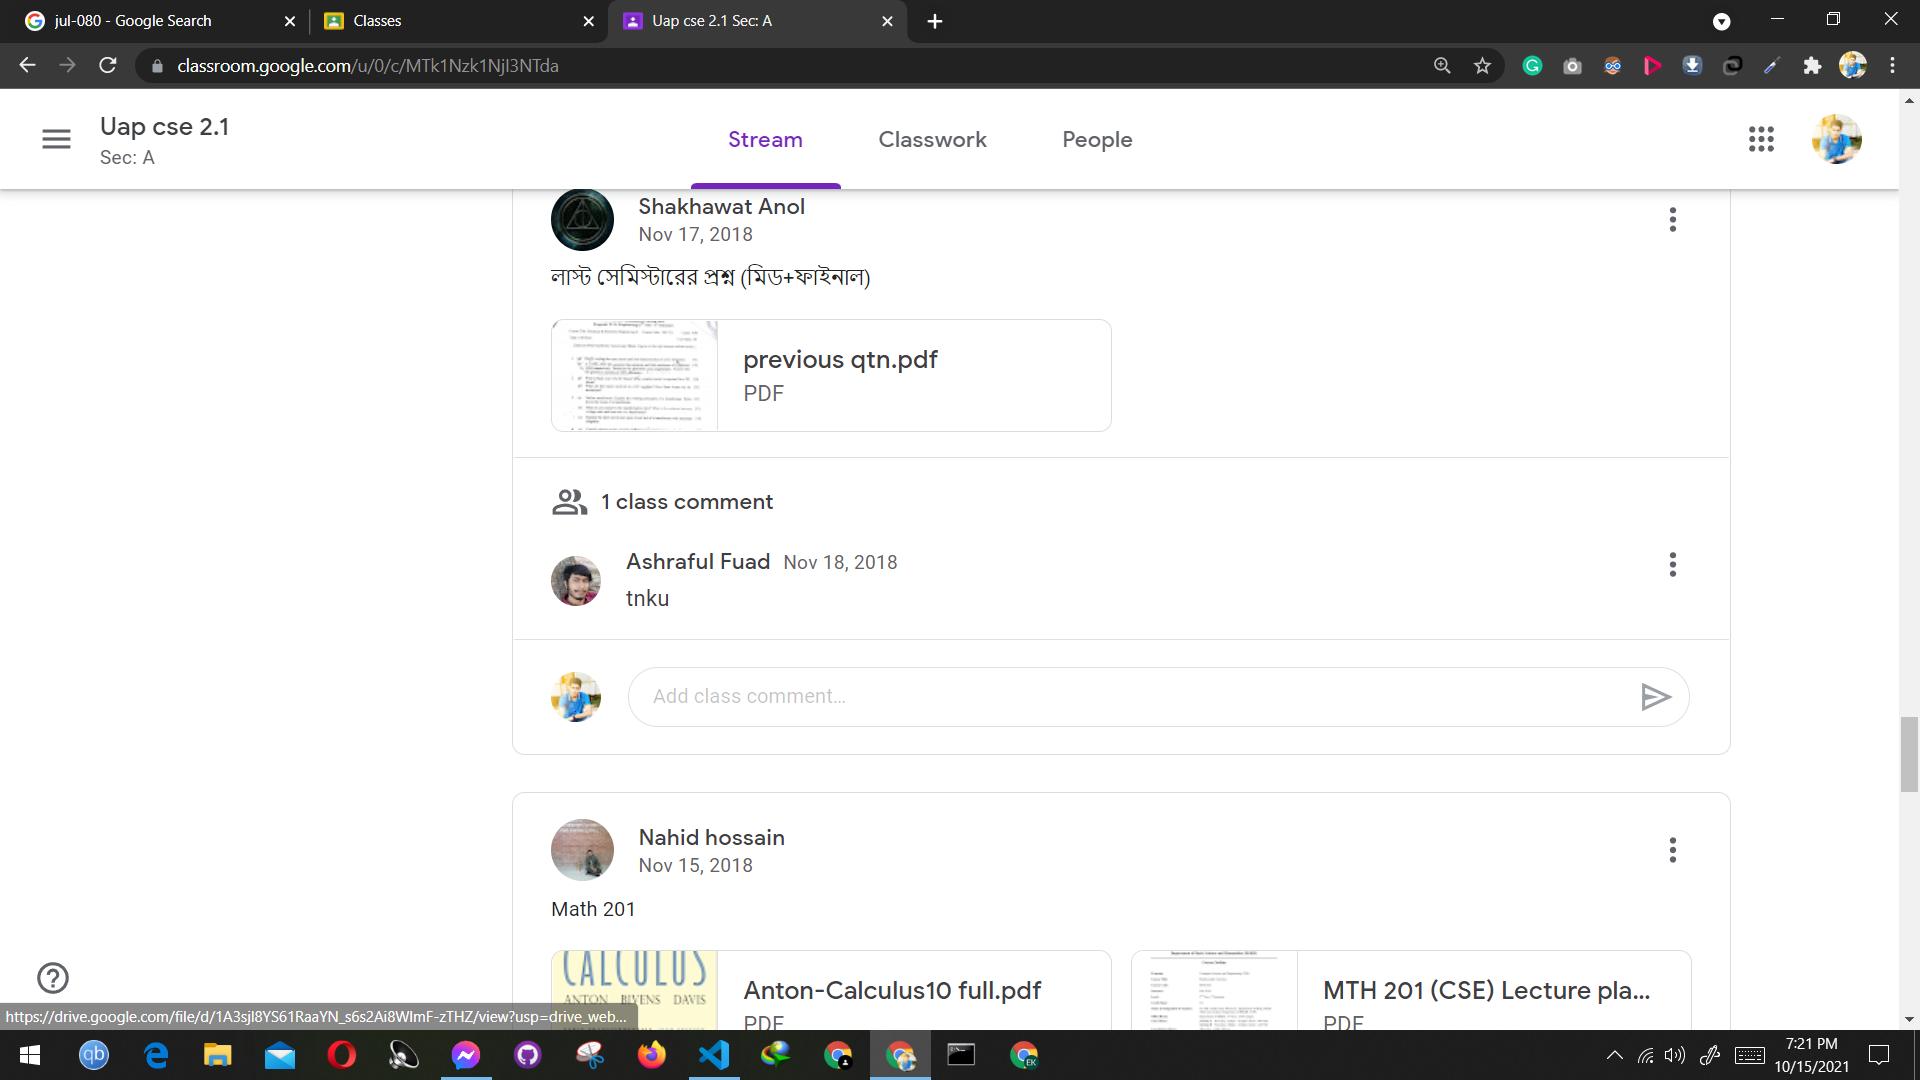 jul-080 - Google Search
Classes
Uap cse 2.1 Sec: A
classroom.google.com/u/0/c/MTk1Nzk1NjI3NTda
Uap cse 2.1
Sec: A
Stream
Classwork
People
Shakhawat Anol
Nov 17, 2018
লাস্ট সেমিস্টারের প্রশ্ন (মিড+ফাইনাল)
previous qtn.pdf
PDF
1 class comment
Ashraful Fuad Nov 18, 2018
tnku
Add class comment...
Nahid hossain
Nov 15, 2018
Math 201
CALCULUS
ANTON BIVENS DAVIS
Anton-Calculus10 full.pdf
PDF
MTH 201 (CSE) Lecture pla...
PDF
https://drive.google.com/file/d/1A3sjl8YS61RaaYN_s6s2Ai8WImF-zTHZ/view?usp=drive_web...
qb
EK
7:21 PM
10/15/2021